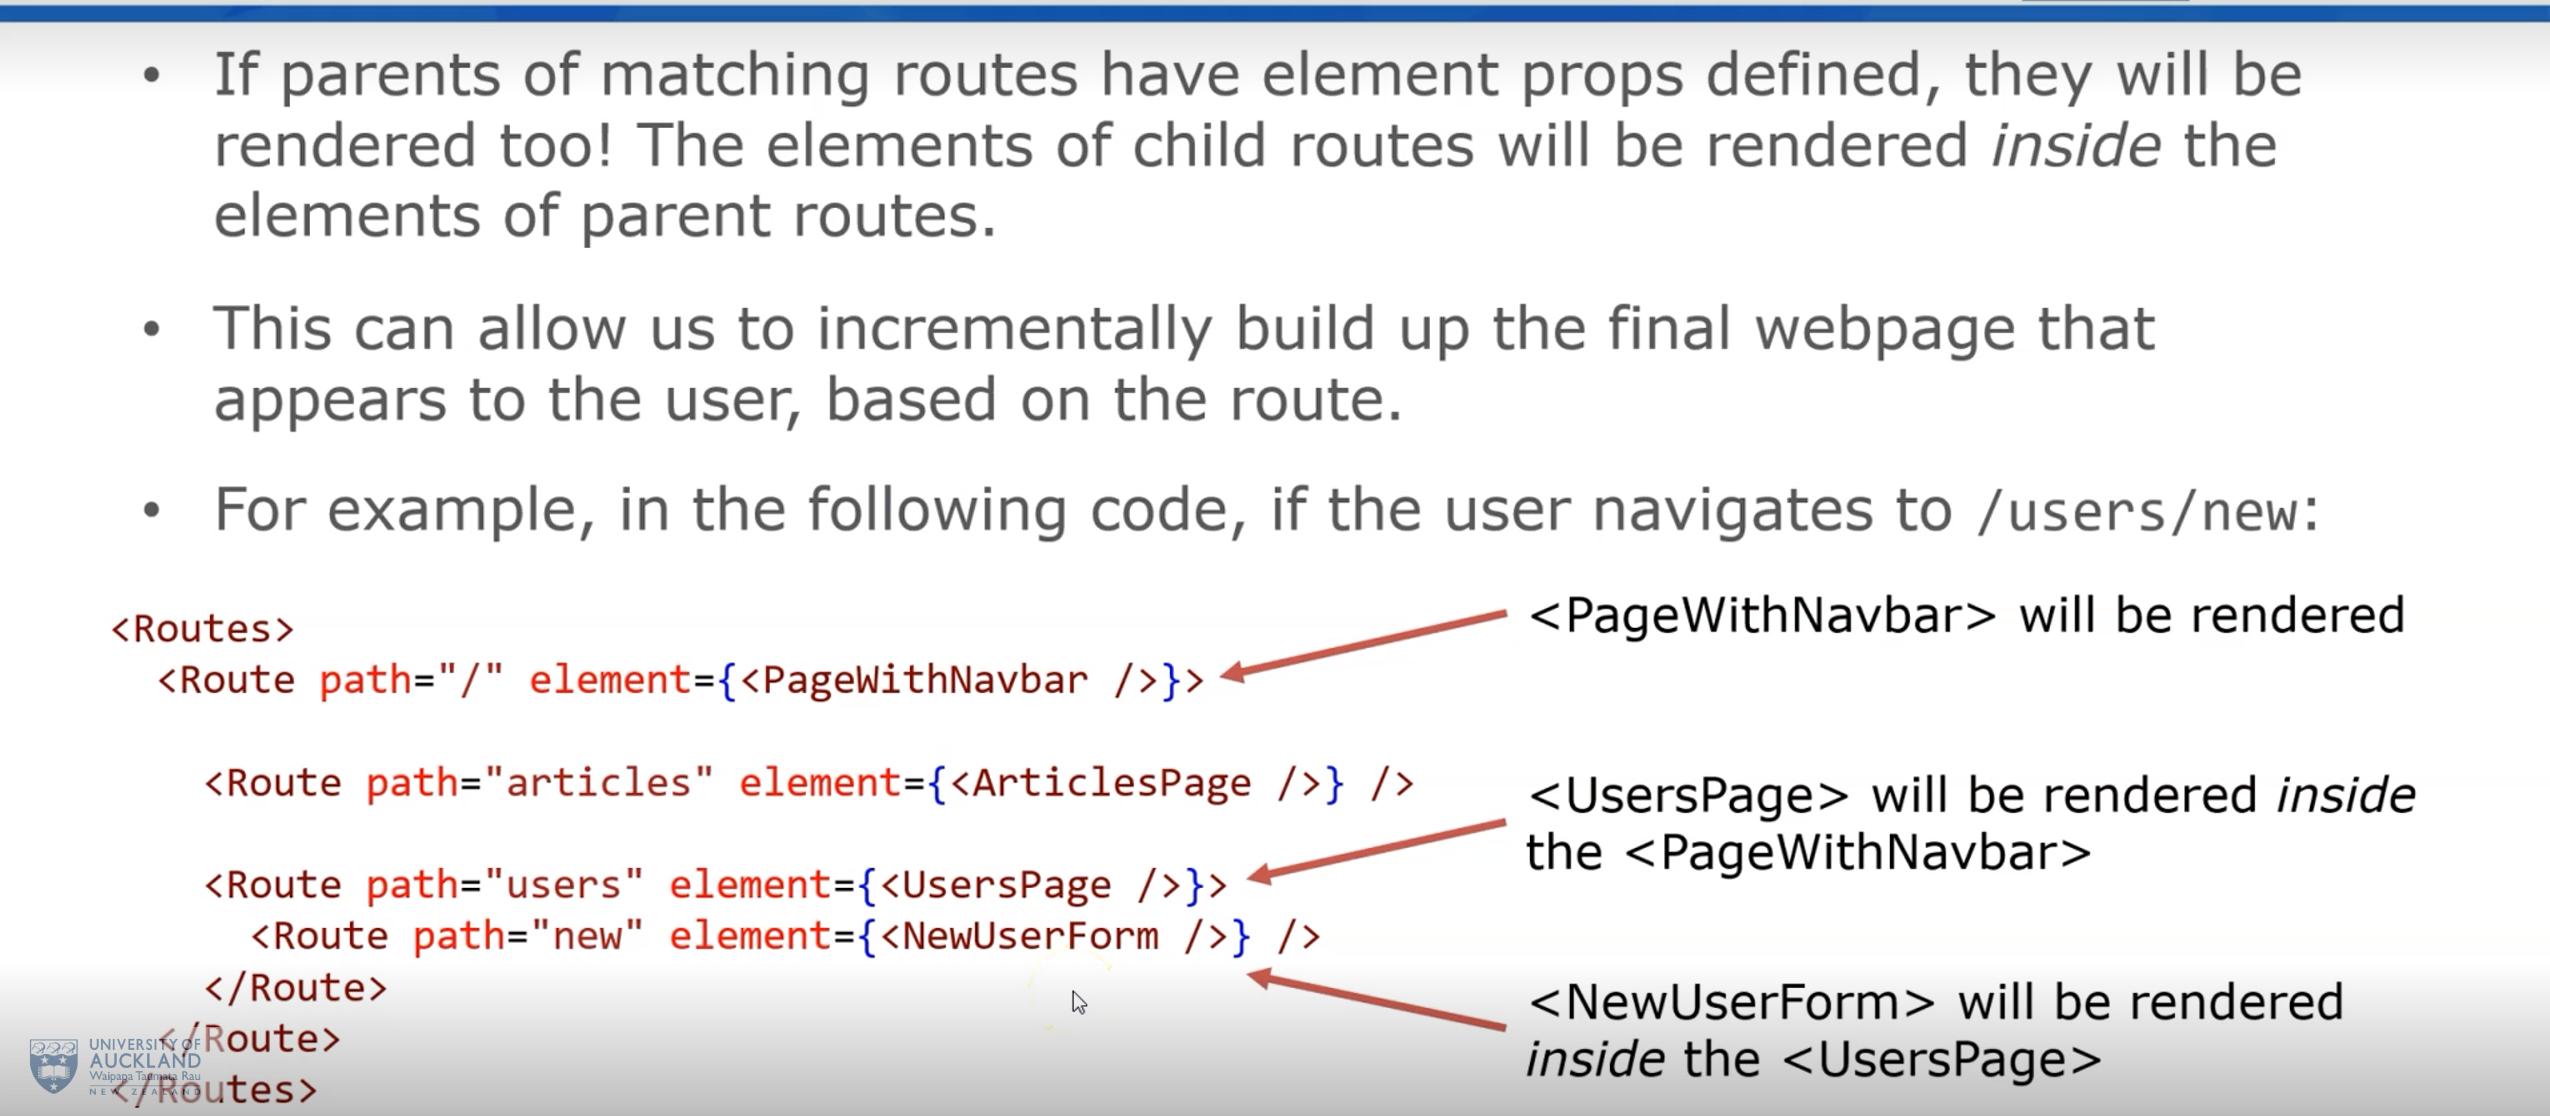 • If parents of matching routes have element props defined, they will be
rendered too! The elements of child routes will be rendered inside the
elements of parent routes.
• This can allow us to incrementally build up the final webpage that
appears to the user, based on the route.
• For example, in the following code, if the user navigates to /users/new:
<Routes>
<Route path="/" element={<PageWithNavbar />}>
<Route path="articles" element={<ArticlesPage />} />
<Route path="users" element={<UsersPage />}>
<Route path="new" element={<NewUserForm />} />
</Route>
</Route>
</Routes>
<PageWithNavbar> will be rendered
<UsersPage> will be rendered inside
the <PageWithNavbar>
<NewUserForm> will be rendered
inside the <UsersPage>
UNIVERSITY OF
AUCKLAND
Waipapa Taumata Rau
NEW ZEALAND